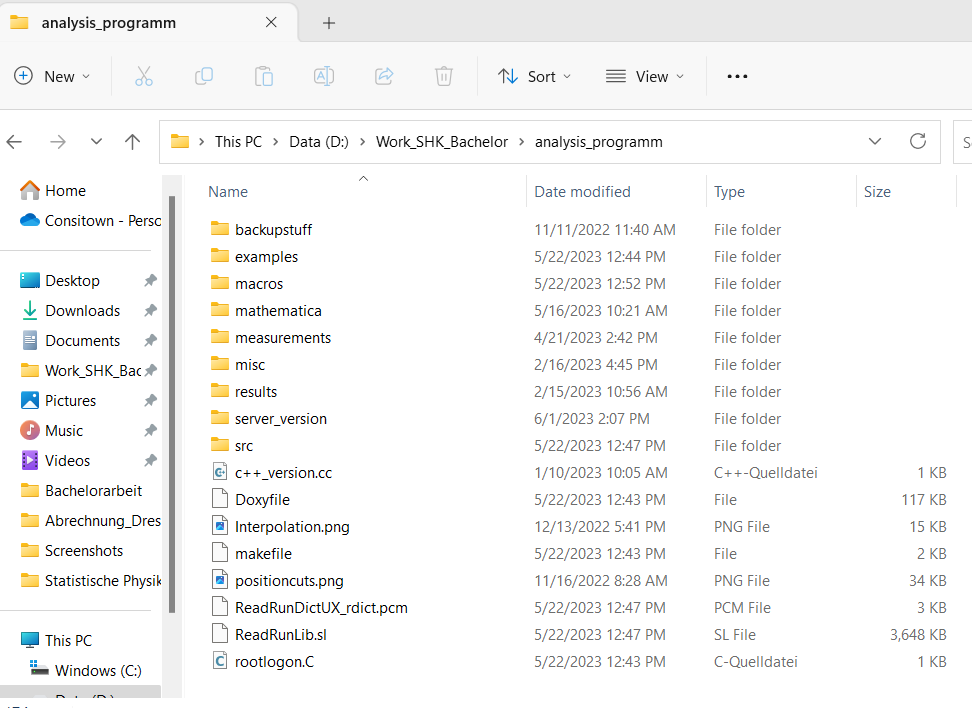 analysis_programm
New
Sort
View
This PC > Data (D:) > Work_SHK_Bachelor > analysis_programm
S
Home
Consitown - Perso
Desktop
Downloads
Documents
Work_SHK_Bac
Pictures
Music
Videos
Bachelorarbeit
Abrechnung_Dres
Screenshots
Statistische Physik
This PC
Windows (C:)
Data (D:)
Name Date modified Type Size
backupstuff 11/11/2022 11:40 AM File folder
examples 5/22/2023 12:44 PM File folder
macros 5/22/2023 12:52 PM File folder
mathematica 5/16/2023 10:21 AM File folder
measurements 4/21/2023 2:42 PM File folder
misc 2/16/2023 4:45 PM File folder
results 2/15/2023 10:56 AM File folder
server_version 6/1/2023 2:07 PM File folder
src 5/22/2023 12:47 PM File folder
c++_version.cc 1/10/2023 10:05 AM C++-Quelldatei 1 KB
Doxyfile 5/22/2023 12:43 PM File 117 KB
Interpolation.png 12/13/2022 5:41 PM PNG File 15 KB
makefile 5/22/2023 12:43 PM File 2 KB
positioncuts.png 11/16/2022 8:28 AM PNG File 34 KB
ReadRunDictUX_rdict.pcm 5/22/2023 12:47 PM PCM File 3 KB
ReadRunLib.sl 5/22/2023 12:47 PM SL File 3,648 KB
rootlogon.C 5/22/2023 12:43 PM C-Quelldatei 1 KB